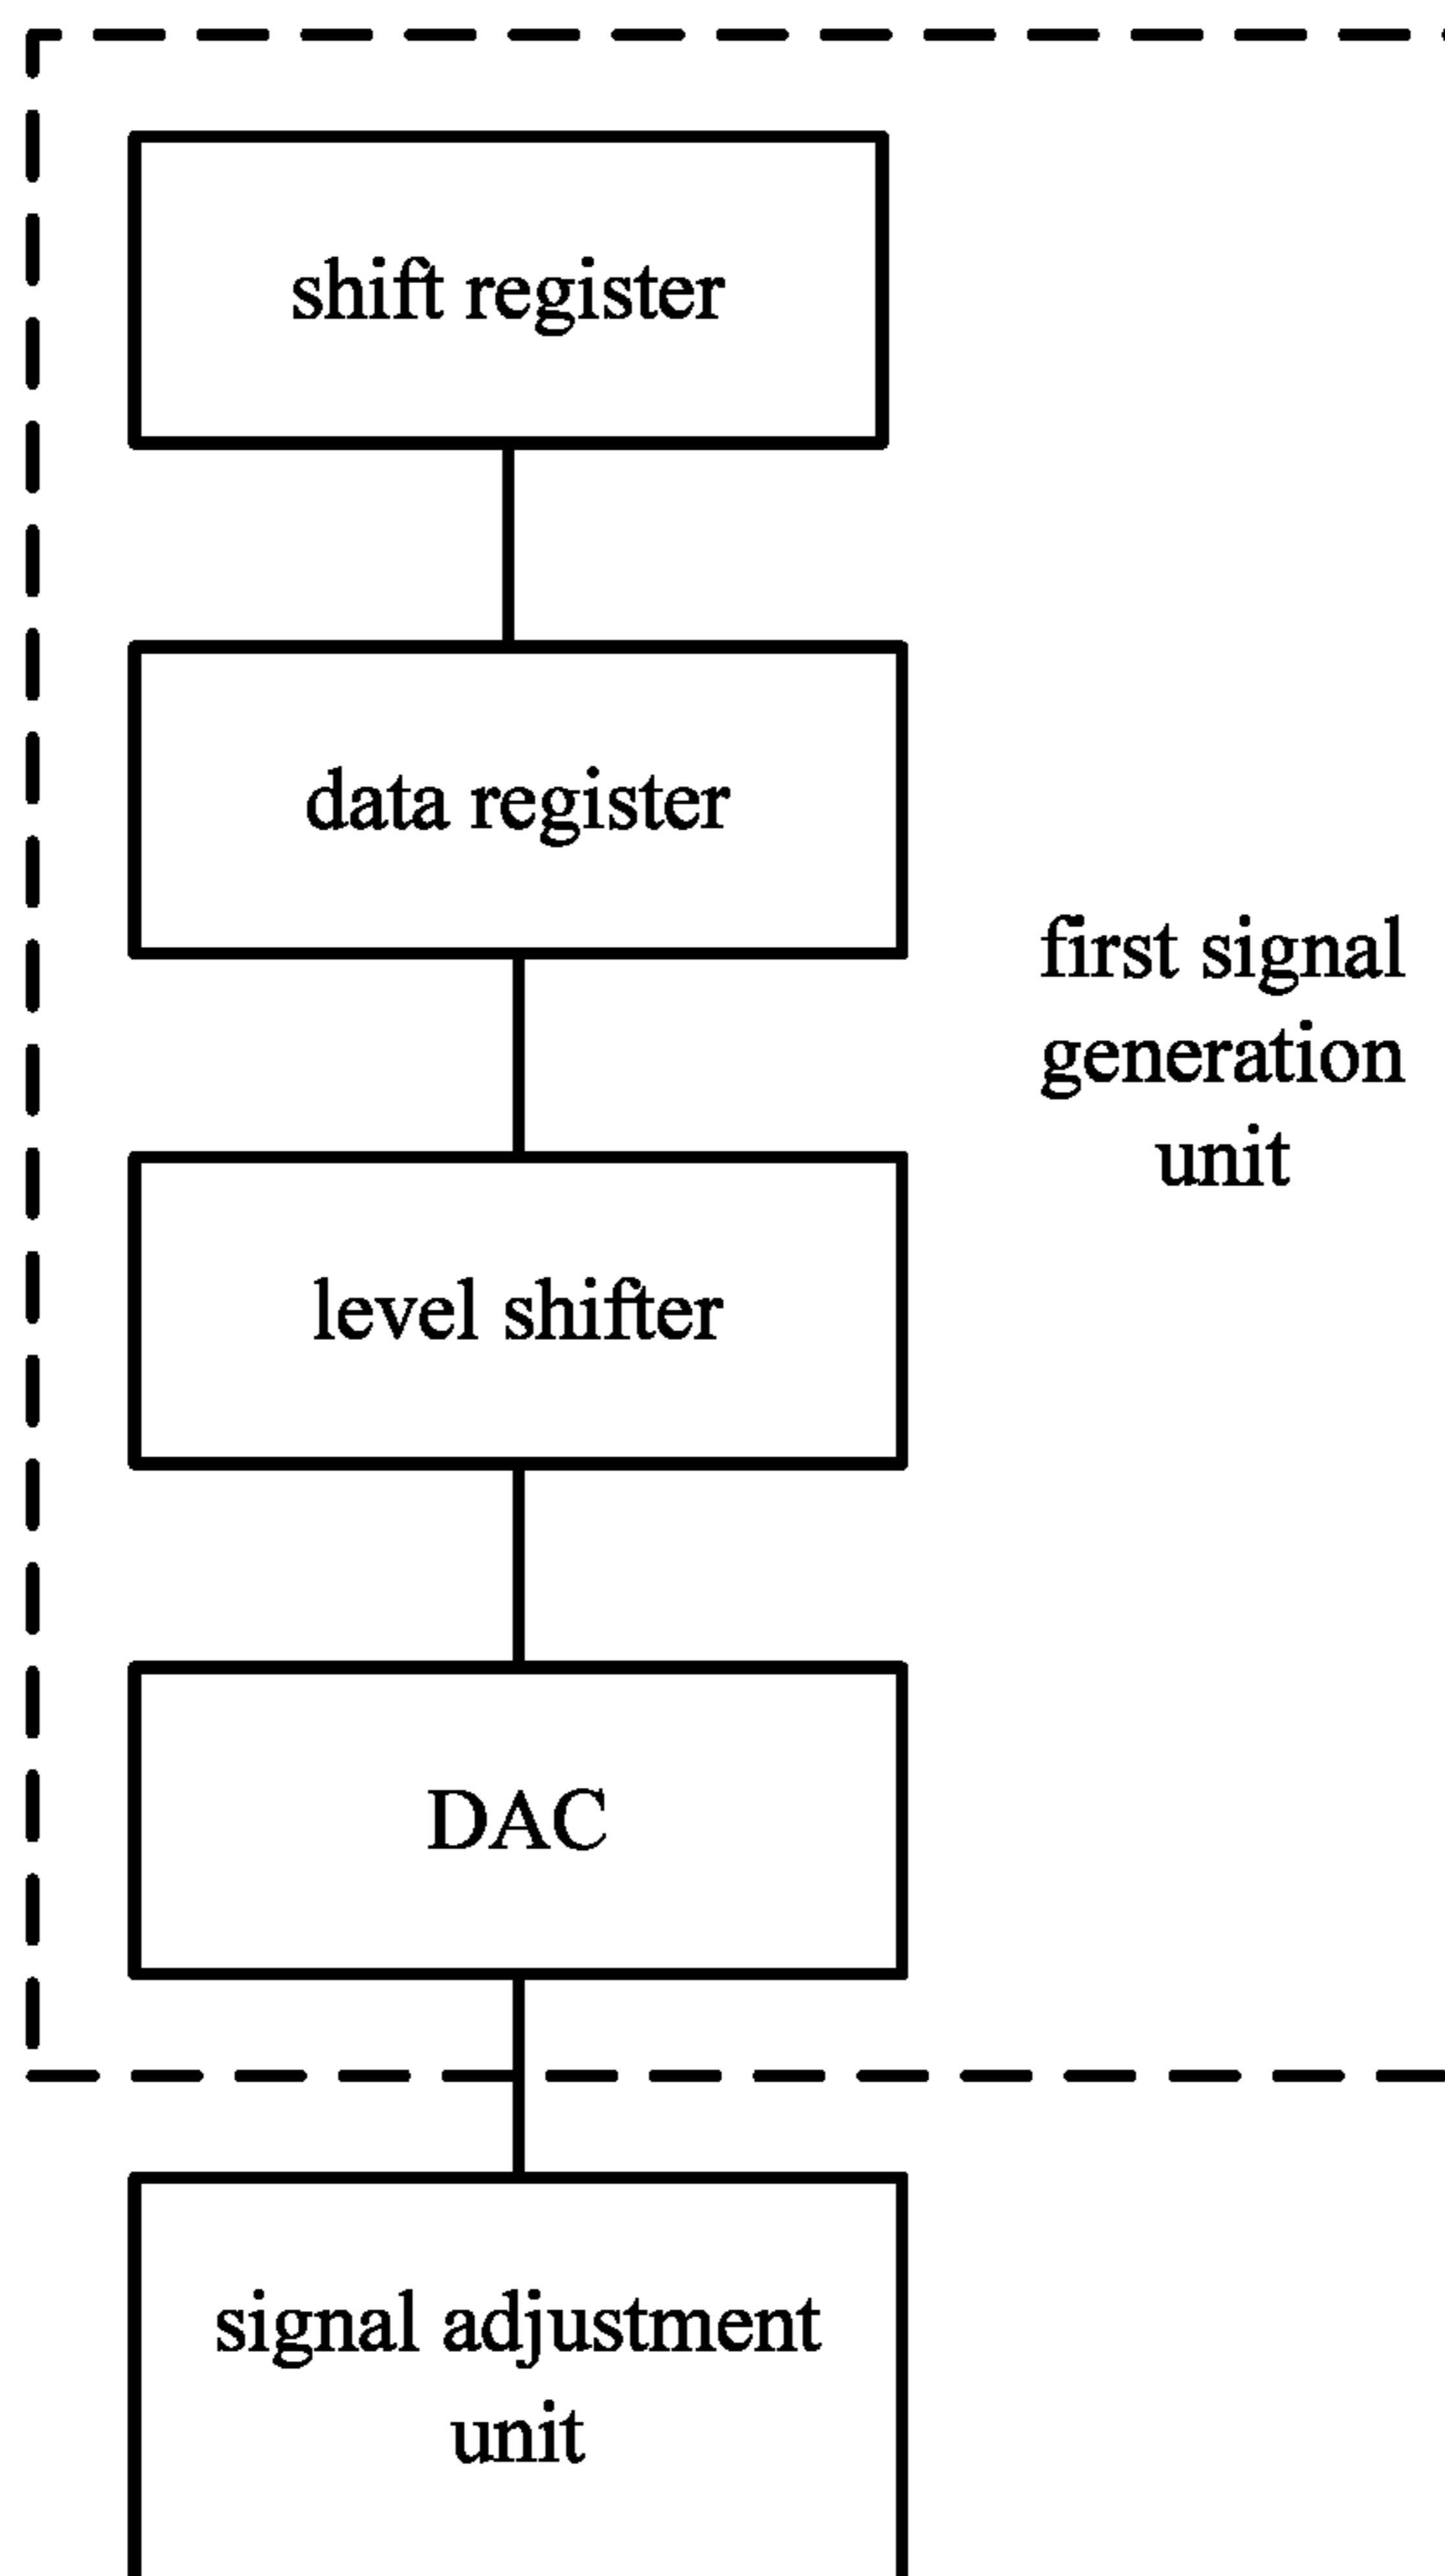 shift register
data register
first signal
generation
unit
level shifter
DAC
signal adjustment
unit